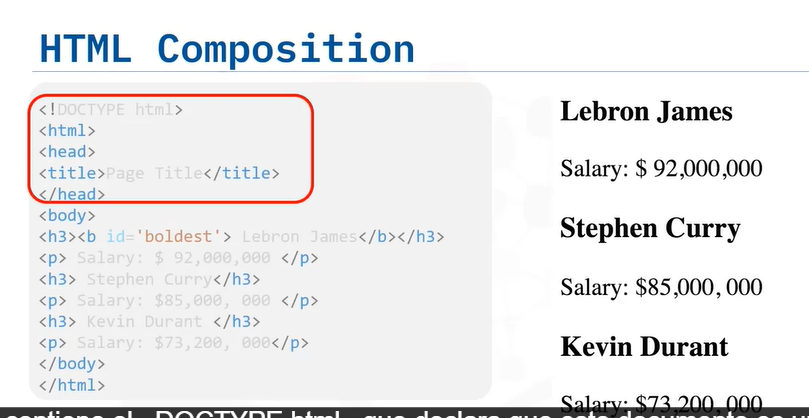 HTML Composition
<!DOCTYPE html>
<html>
<head>
<title>Page Title</title>
</head>
<body>
<h3><b id='boldest'> Lebron James</b></h3>
<p> Salary: $ 92,000,000 </p>
<h3> Stephen Curry</h3>
<p> Salary: $85,000, 000 </p>
<h3> Kevin Durant </h3>
<p> Salary: $73,200, 000</p>
</body>
</html>
Lebron James
Salary: $ 92,000,000
Stephen Curry
Salary: $85,000, 000
Kevin Durant
Salary: $73,200, 000
contiene el DOCTYPE html que declara que este documento es u